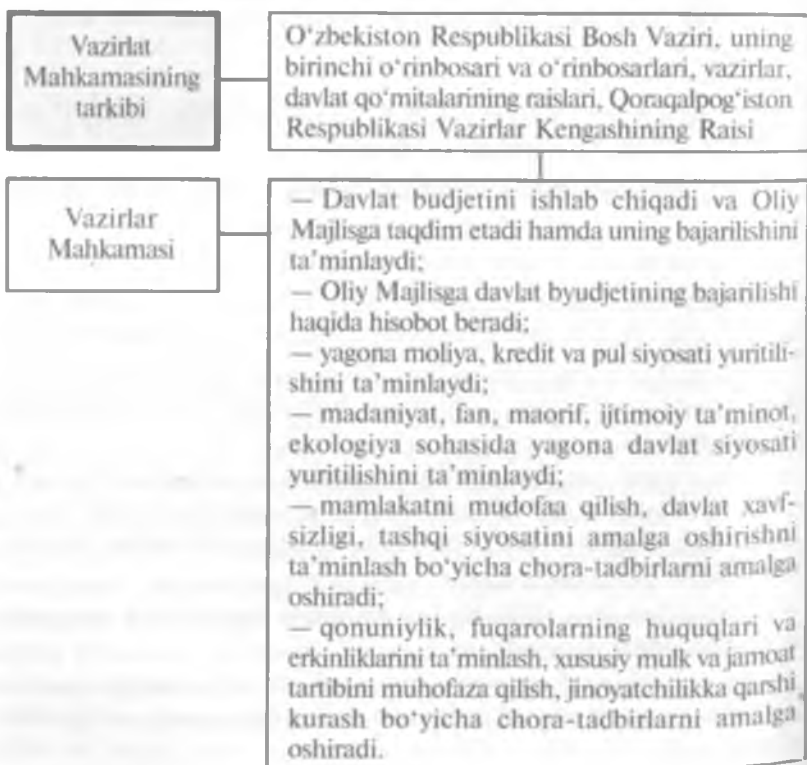 Vazirlat
Mahkamasining
tarkibi
O‘zbekiston Respublikasi Bosh Vaziri, uning
birinchi o‘rinbosari va o‘rinbosarlari, vazirlar,
davlat qo‘mitalarining raislari, Qoraqalpog‘iston
Respublikasi Vazirlar Kengashining Raisi
Vazirlar
Mahkamasi
— Davlat budjetini ishlab chiqadi va Oliy
Majlisga taqdim etadi hamda uning bajarilishini
ta’minlaydi;
— Oliy Majlisga davlat byudjetining bajarilishi
haqida hisobot beradi;
— yagona moliya, kredit va pul siyosati yuritili-
shini ta’minlaydi;
— madaniyat, fan, maorif, ijtimoiy ta’minot,
ekologiya sohasida yagona davlat siyosati
yuritilishini ta’minlaydi;
— mamlakatni mudofaa qilish, davlat xavf-
sizligi, tashqi siyosatini amalga oshirishni
ta’minlash bo‘yicha chora-tadbirlarni amalga
oshiradi;
— qonuniylik, fuqarolarning huquqlari va
erkinliklarini ta’minlash, xususiy mulk va jamoat
tartibini muhofaza qilish, jinoyatchilikka qarshi
kurash bo‘yicha chora-tadbirlarni amalga
oshiradi.